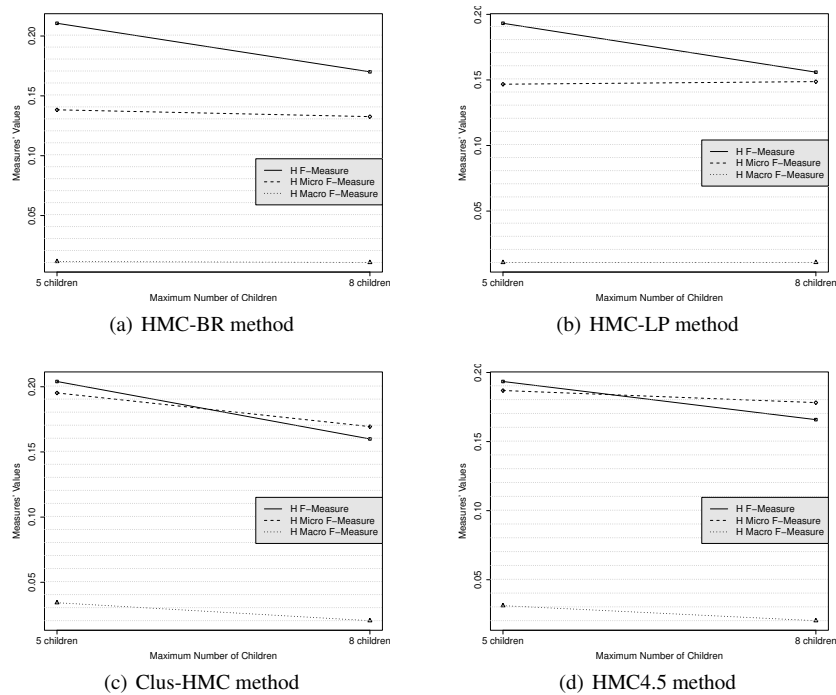 0.20
0.15
0.10
0.05
Measures' Values
H F−Measure
H Micro F−Measure
H Macro F−Measure
5 children
8 children
Maximum Number of Children
(a) HMC-BR method
0.20
0.15
0.10
0.05
Measures' Values
H F−Measure
H Micro F−Measure
H Macro F−Measure
5 children
8 children
Maximum Number of Children
(b) HMC-LP method
0.20
0.15
0.10
0.05
Measures' Values
H F−Measure
H Micro F−Measure
H Macro F−Measure
5 children
8 children
Maximum Number of Children
(c) Clus-HMC method
0.20
0.15
0.10
0.05
Measures' Values
H F−Measure
H Micro F−Measure
H Macro F−Measure
5 children
8 children
Maximum Number of Children
(d) HMC4.5 method